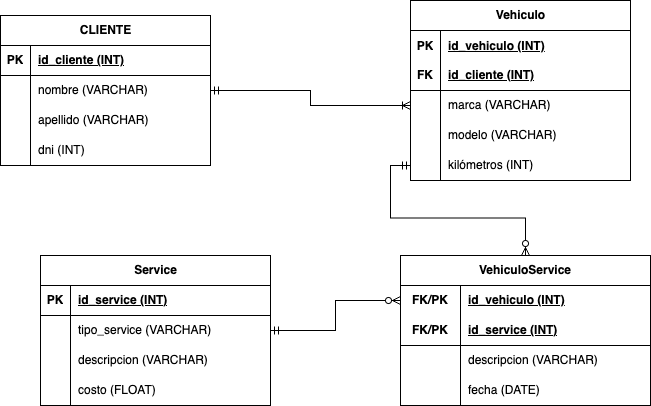 CLIENTE
PK id_cliente (INT)
nombre (VARCHAR)
apellido (VARCHAR)
dni (INT)
Vehiculo
PK id_vehiculo (INT)
FK id_cliente (INT)
marca (VARCHAR)
modelo (VARCHAR)
kilómetros (INT)
Service
PK id_service (INT)
tipo_service (VARCHAR)
descripcion (VARCHAR)
costo (FLOAT)
VehiculoService
FK/PK id_vehiculo (INT)
FK/PK id_service (INT)
descripcion (VARCHAR)
fecha (DATE)